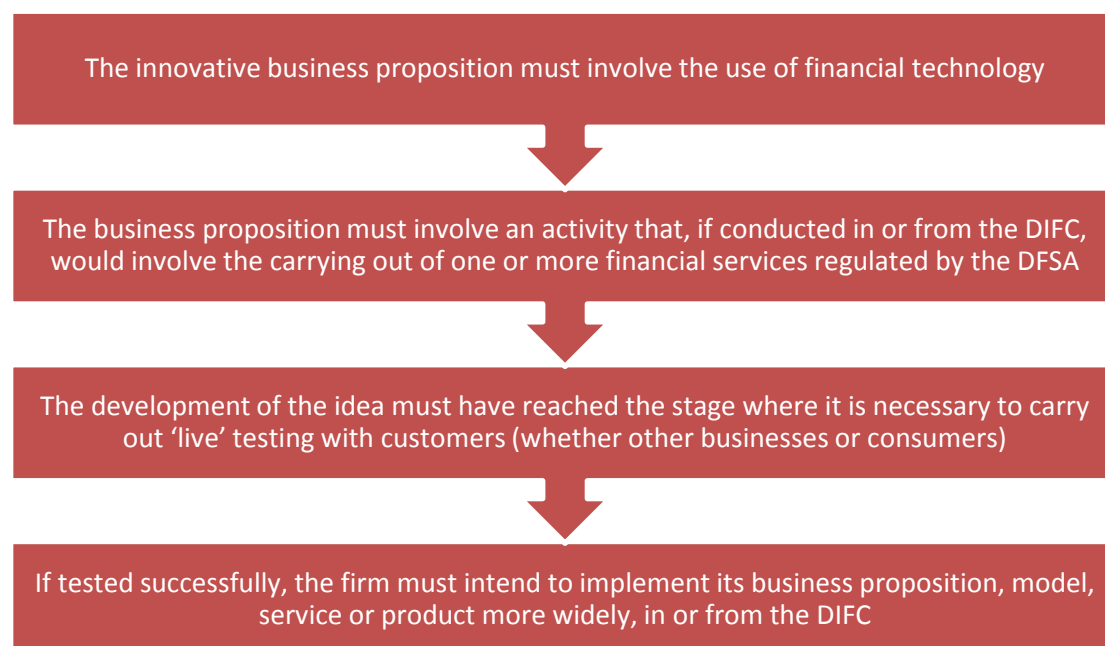 The innovative business proposition must involve the use of financial technology
The business proposition must involve an activity that, if conducted in or from the DIFC,
would involve the carrying out of one or more financial services regulated by the DFSA
The development of the idea must have reached the stage where it is necessary to carry
out ‘live’ testing with customers (whether other businesses or consumers)
If tested successfully, the firm must intend to implement its business proposition, model,
service or product more widely, in or from the DIFC